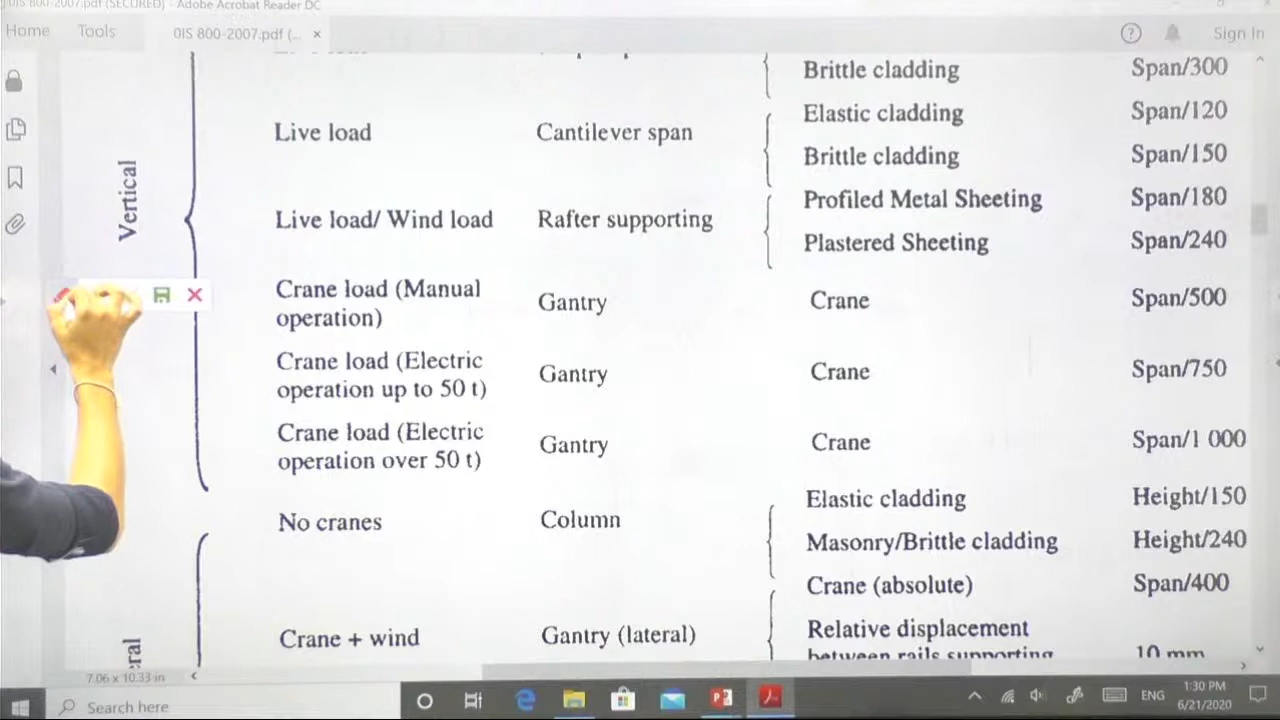 0IS 800-2007.pdf (SECURED) - Adobe Acrobat Reader DC
Home Tools 0IS 800-2007.pdf (... × Sign In
Brittle cladding Span/300
Elastic cladding Span/120
Live load Cantilever span
Brittle cladding Span/150
Vertical
Profiled Metal Sheeting Span/180
Live load/ Wind load Rafter supporting
Plastered Sheeting Span/240
Crane load (Manual
operation) Gantry Crane Span/500
Crane load (Electric
operation up to 50 t) Gantry Crane Span/750
Crane load (Electric
operation over 50 t) Gantry Crane Span/1 000
Elastic cladding Height/150
No cranes Column
Masonry/Brittle cladding Height/240
Crane (absolute) Span/400
Crane + wind Gantry (lateral)
Relative displacement
between rails supporting 10 mm
7.06 x 10.33 in
Search here
ENG
1:30 PM
6/21/2020